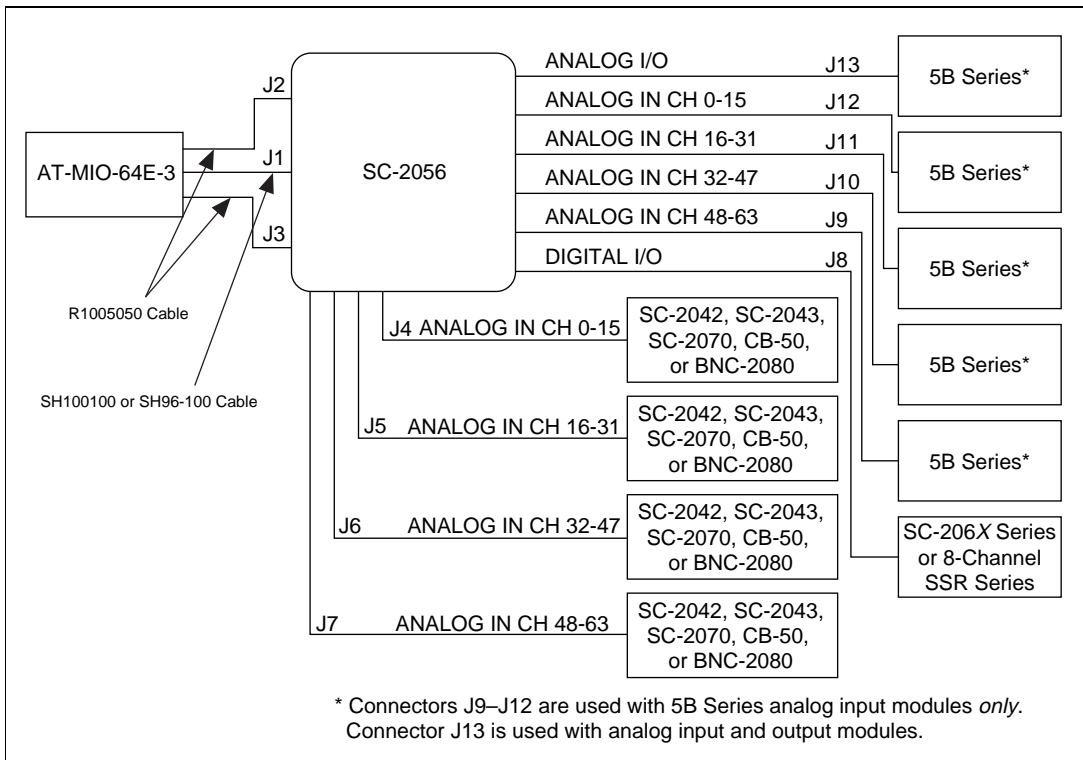 AT-MIO-64E-3
J2
J1
J3
R1005050 Cable
SH100100 or SH96-100 Cable
SC-2056
ANALOG I/O J13
ANALOG IN CH 0-15 J12
ANALOG IN CH 16-31 J11
ANALOG IN CH 32-47 J10
ANALOG IN CH 48-63 J9
DIGITAL I/O J8
5B Series*
5B Series*
5B Series*
5B Series*
5B Series*
SC-206X Series
or 8-Channel
SSR Series
J4 ANALOG IN CH 0-15
SC-2042, SC-2043,
SC-2070, CB-50,
or BNC-2080
J5 ANALOG IN CH 16-31
SC-2042, SC-2043,
SC-2070, CB-50,
or BNC-2080
J6 ANALOG IN CH 32-47
SC-2042, SC-2043,
SC-2070, CB-50,
or BNC-2080
J7 ANALOG IN CH 48-63
SC-2042, SC-2043,
SC-2070, CB-50,
or BNC-2080
* Connectors J9–J12 are used with 5B Series analog input modules only.
Connector J13 is used with analog input and output modules.